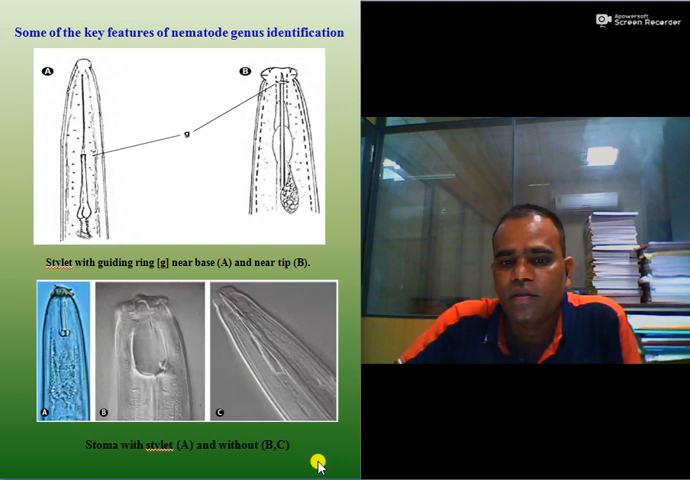 Some of the key features of nematode genus identification
Apowersoft
Screen Recorder
A
B
g
Stylet with guiding ring [g] near base (A) and near tip (B).
A
B
C
Stoma with stylet (A) and without (B,C)